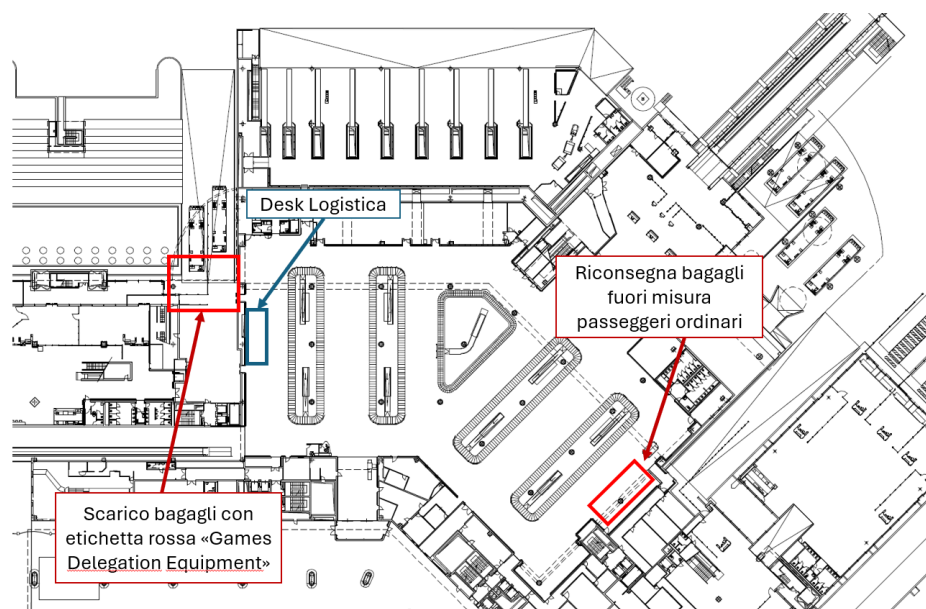 Desk Logistica
Riconsegna bagagli
fuori misura
passeggeri ordinari
Scarico bagagli con
etichetta rossa «Games
Delegation Equipment»